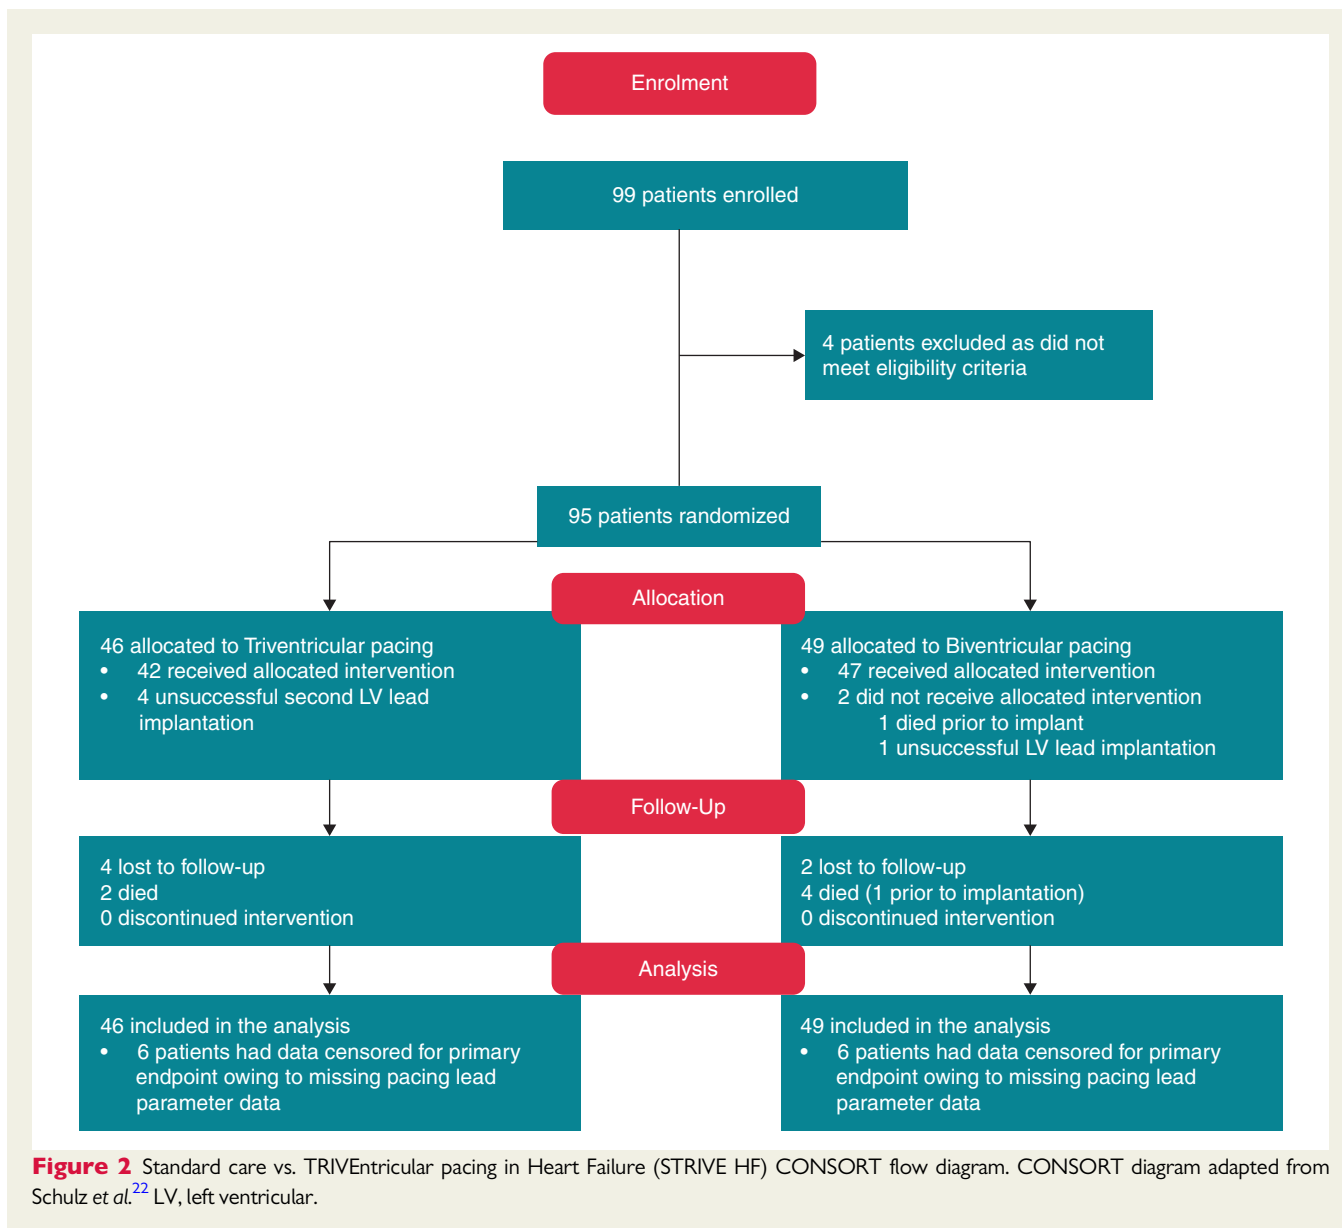 Enrolment
99 patients enrolled
4 patients excluded as did not
meet eligibility criteria
95 patients randomized
Allocation
46 allocated to Triventricular pacing
• 42 received allocated intervention
• 4 unsuccessful second LV lead
implantation
49 allocated to Biventricular pacing
• 47 received allocated intervention
• 2 did not receive allocated intervention
1 died prior to implant
1 unsuccessful LV lead implantation
Follow-Up
4 lost to follow-up
2 died
0 discontinued intervention
2 lost to follow-up
4 died (1 prior to implantation)
0 discontinued intervention
Analysis
46 included in the analysis
• 6 patients had data censored for primary
endpoint owing to missing pacing lead
parameter data
49 included in the analysis
• 6 patients had data censored for primary
endpoint owing to missing pacing lead
parameter data
Figure 2 Standard care vs. TRIVEntricular pacing in Heart Failure (STRIVE HF) CONSORT flow diagram. CONSORT diagram adapted from
Schulz et al.22 LV, left ventricular.